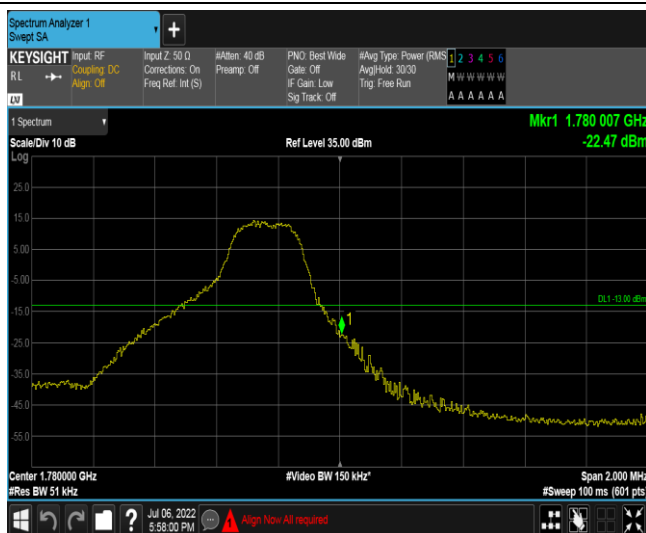 Spectrum Analyzer 1
Swept SA
+
KEYSIGHT
RL
LXI
Input: RF
Coupling: DC
Align: Off
Input Z: 50 Ω
Corrections: On
Freq Ref: Int (S)
#Atten: 40 dB
Preamp: Off
PNO: Best Wide
Gate: Off
IF Gain: Low
Sig Track: Off
#Avg Type: Power (RMS
Avg|Hold: 30/30
Trig: Free Run
1 2 3 4 5 6
M W W W W W
A A A A A A
1 Spectrum
Scale/Div 10 dB
Ref Level 35.00 dBm
Mkr1 1.780 007 GHz
-22.47 dBm
Log
25.0
15.0
5.00
-5.00
-15.0
-25.0
-35.0
-45.0
-55.0
DL1 -13.00 dBm
1
Center 1.780000 GHz
#Video BW 150 kHz*
Span 2.000 MHz
#Res BW 51 kHz
#Sweep 100 ms (601 pts)
?
Jul 06, 2022
5:58:00 PM
Align Now All required